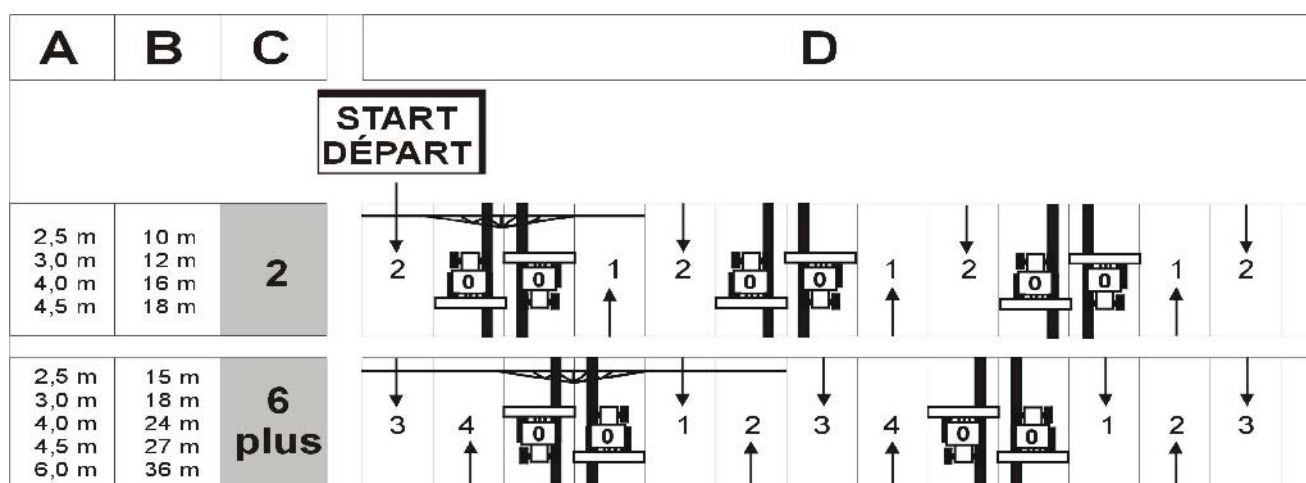 A B C D
START
DÉPART
2,5 m 10 m
3,0 m 12 m
4,0 m 16 m
4,5 m 18 m
2
2 0 0 1 2 0 0 1 2 0 0 1 2
2,5 m 15 m
3,0 m 18 m
4,0 m 24 m
4,5 m 27 m
6,0 m 36 m
6
plus
3 4 0 0 1 2 3 4 0 0 1 2 3